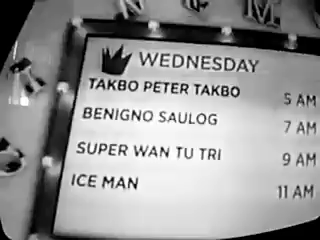 WEDNESDAY
TAKBO PETER TAKBO 5 AM
BENIGNO SAULOG 7 AM
SUPER WAN TU TRI 9 AM
ICE MAN 11 AM